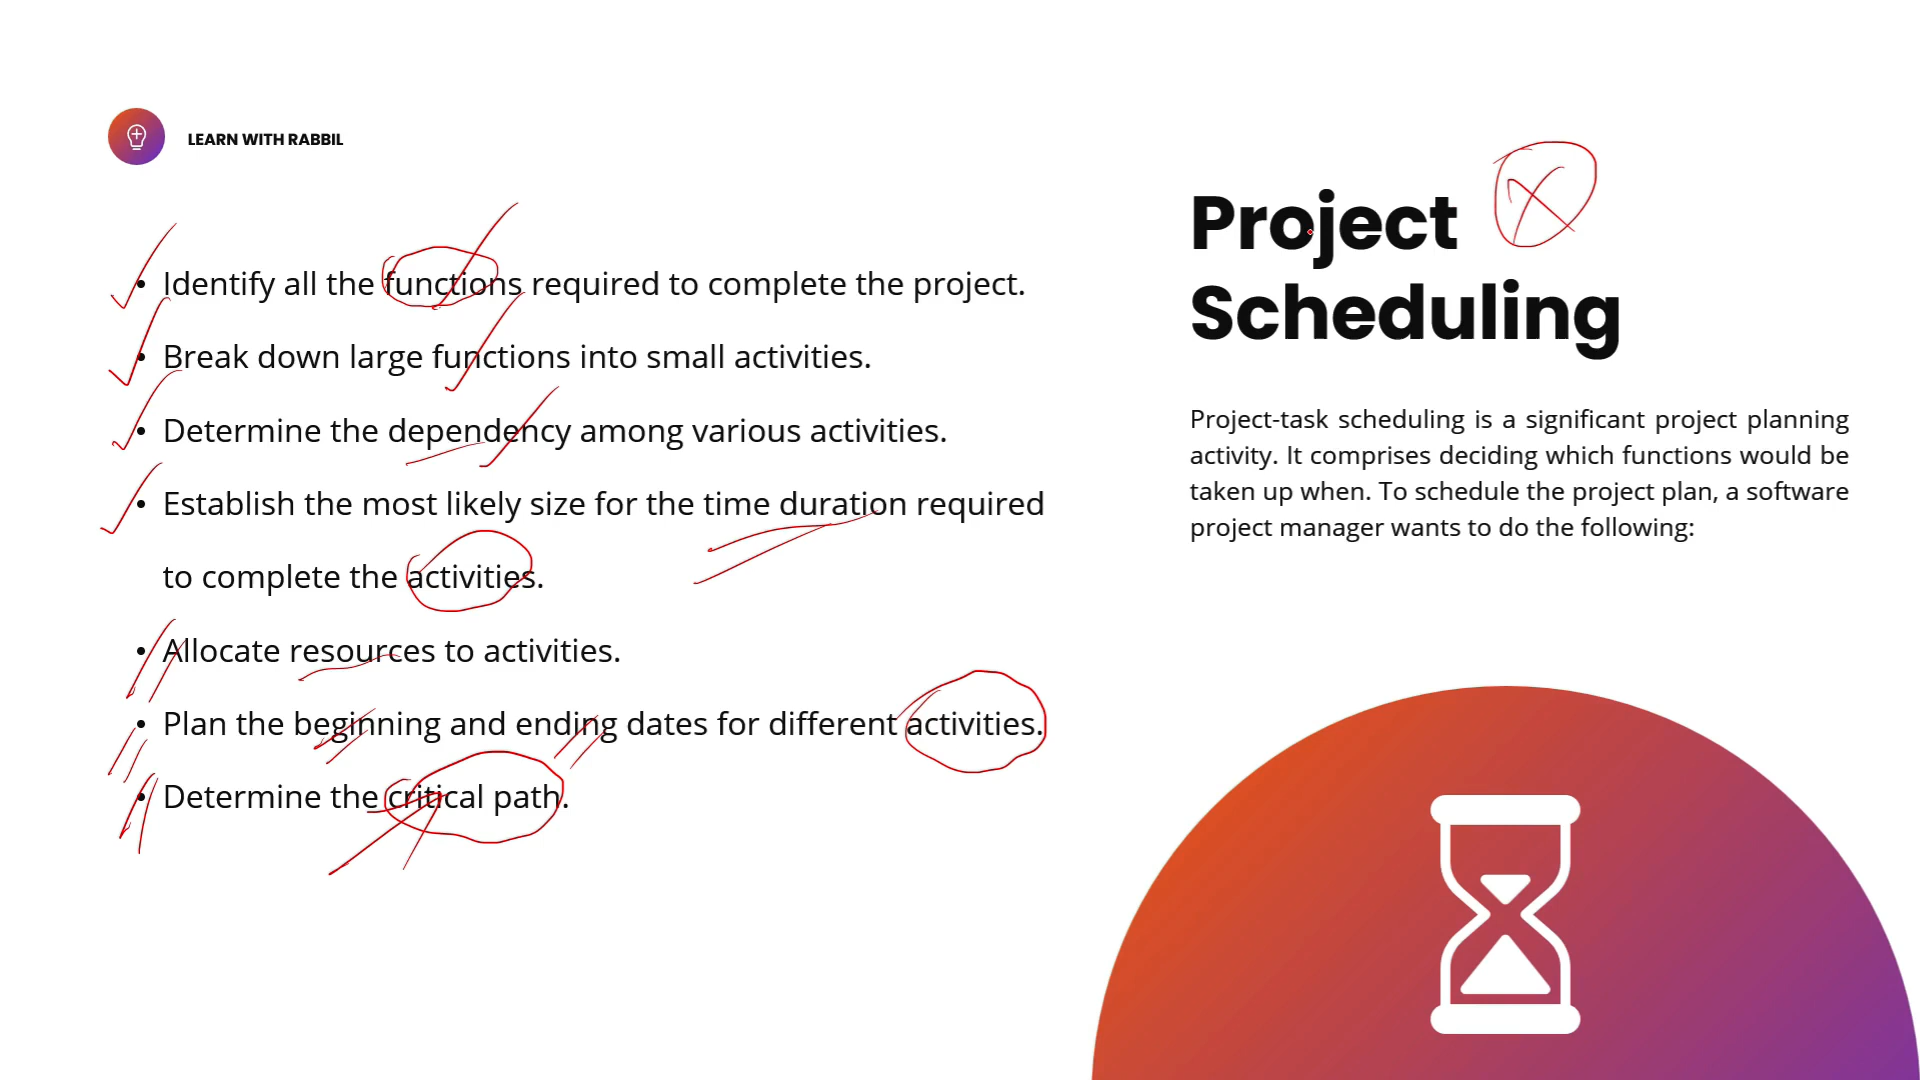 LEARN WITH RABBIL
• Identify all the functions required to complete the project.
• Break down large functions into small activities.
• Determine the dependency among various activities.
• Establish the most likely size for the time duration required
to complete the activities.
• Allocate resources to activities.
• Plan the beginning and ending dates for different activities.
• Determine the critical path.
Project
Scheduling
Project-task scheduling is a significant project planning
activity. It comprises deciding which functions would be
taken up when. To schedule the project plan, a software
project manager wants to do the following: